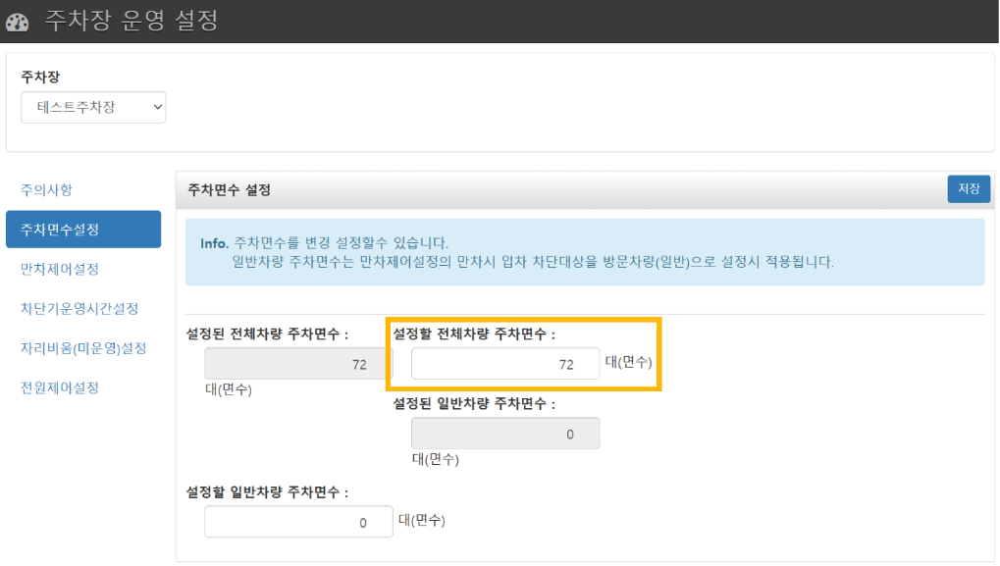 주차장 운영 설정
주차장
테스트주차장
주의사항
주차면수설정
만차제어설정
차단기운영시간설정
자리비움(미운영)설정
전원제어설정
주차면수 설정
저장
Info. 주차면수를 변경 설정할수 있습니다.
일반차량 주차면수는 만차제어설정의 만차시 입차 차단대상을 방문차량(일반)으로 설정시 적용됩니다.
설정된 전체차량 주차면수 :
72
대(면수)
설정할 전체차량 주차면수 :
72 대(면수)
설정된 일반차량 주차면수 :
0
대(면수)
설정할 일반차량 주차면수 :
0 대(면수)